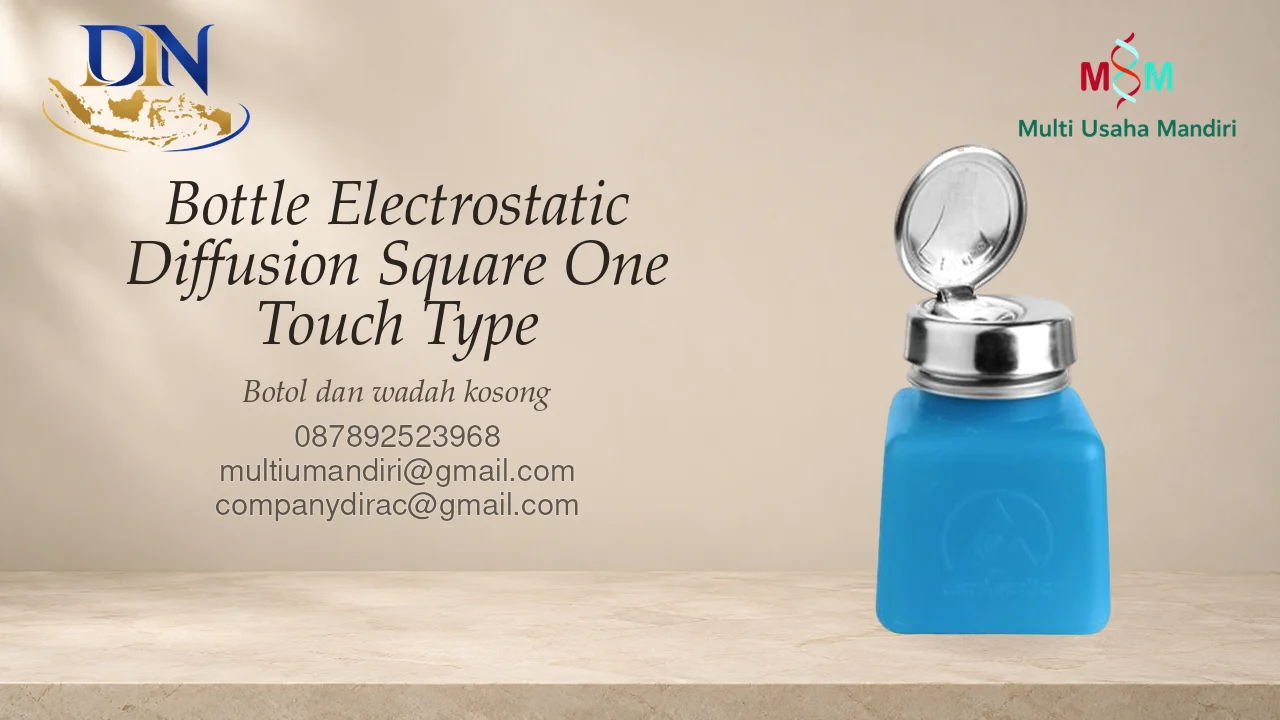 DN
M M
Multi Usaha Mandiri
Bottle Electrostatic
Diffusion Square One
Touch Type
Botol dan wadah kosong
087892523968
multiumandiri@gmail.com
companydirac@gmail.com